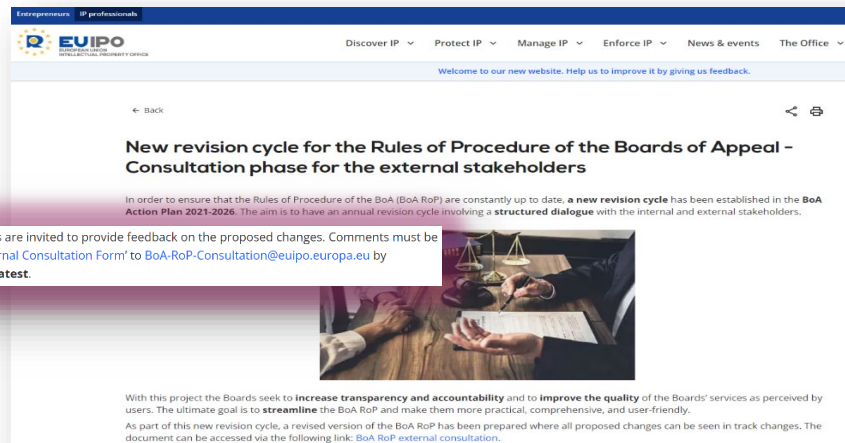 Entrepreneurs IP professionals
EUIPO
EUROPEAN UNION
INTELLECTUAL PROPERTY OFFICE
Discover IP Protect IP Manage IP Enforce IP News & events The Office
Welcome to our new website. Help us to improve it by giving us feedback.
← Back
New revision cycle for the Rules of Procedure of the Boards of Appeal -
Consultation phase for the external stakeholders
In order to ensure that the Rules of Procedure of the BoA (BoA RoP) are constantly up to date, a new revision cycle has been established in the BoA
Action Plan 2021-2026. The aim is to have an annual revision cycle involving a structured dialogue with the internal and external stakeholders.
are invited to provide feedback on the proposed changes. Comments must be
Consultation Form' to BoA-RoP-Consultation@euipo.europa.eu by
With this project the Boards seek to increase transparency and accountability and to improve the quality of the Boards' services as perceived by
users. The ultimate goal is to streamline the BoA RoP and make them more practical, comprehensive, and user-friendly.
As part of this new revision cycle, a revised version of the BoA RoP has been prepared where all proposed changes can be seen in track changes. The
document can be accessed via the following link: BoA RoP external consultation.